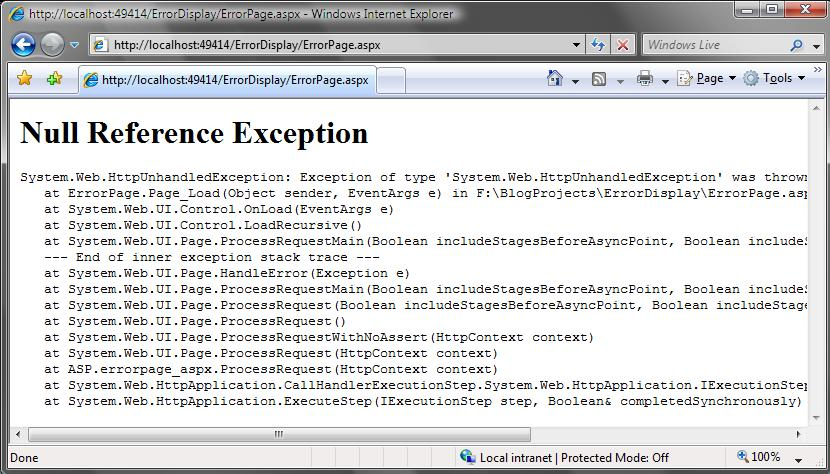 http://localhost:49414/ErrorDisplay/ErrorPage.aspx - Windows Internet Explorer
http://localhost:49414/ErrorDisplay/ErrorPage.aspx
Windows Live
http://localhost:49414/ErrorDisplay/ErrorPage.aspx
Page
Tools
Null Reference Exception
System.Web.HttpUnhandledException: Exception of type 'System.Web.HttpUnhandledException' was thrown
at ErrorPage.Page_Load(Object sender, EventArgs e) in F:\BlogProjects\ErrorDisplay\ErrorPage.asp
at System.Web.UI.Control.OnLoad(EventArgs e)
at System.Web.UI.Control.LoadRecursive()
at System.Web.UI.Page.ProcessRequestMain(Boolean includeStagesBeforeAsyncPoint, Boolean includeS
--- End of inner exception stack trace ---
at System.Web.UI.Page.HandleError(Exception e)
at System.Web.UI.Page.ProcessRequestMain(Boolean includeStagesBeforeAsyncPoint, Boolean includeS
at System.Web.UI.Page.ProcessRequest(Boolean includeStagesBeforeAsyncPoint, Boolean includeStage
at System.Web.UI.Page.ProcessRequest()
at System.Web.UI.Page.ProcessRequestWithNoAssert(HttpContext context)
at System.Web.UI.Page.ProcessRequest(HttpContext context)
at ASP.errorpage_aspx.ProcessRequest(HttpContext context)
at System.Web.HttpApplication.CallHandlerExecutionStep.System.Web.HttpApplication.IExecutionStep
at System.Web.HttpApplication.ExecuteStep(IExecutionStep step, Boolean& completedSynchronously)
Done
Local intranet | Protected Mode: Off
100%